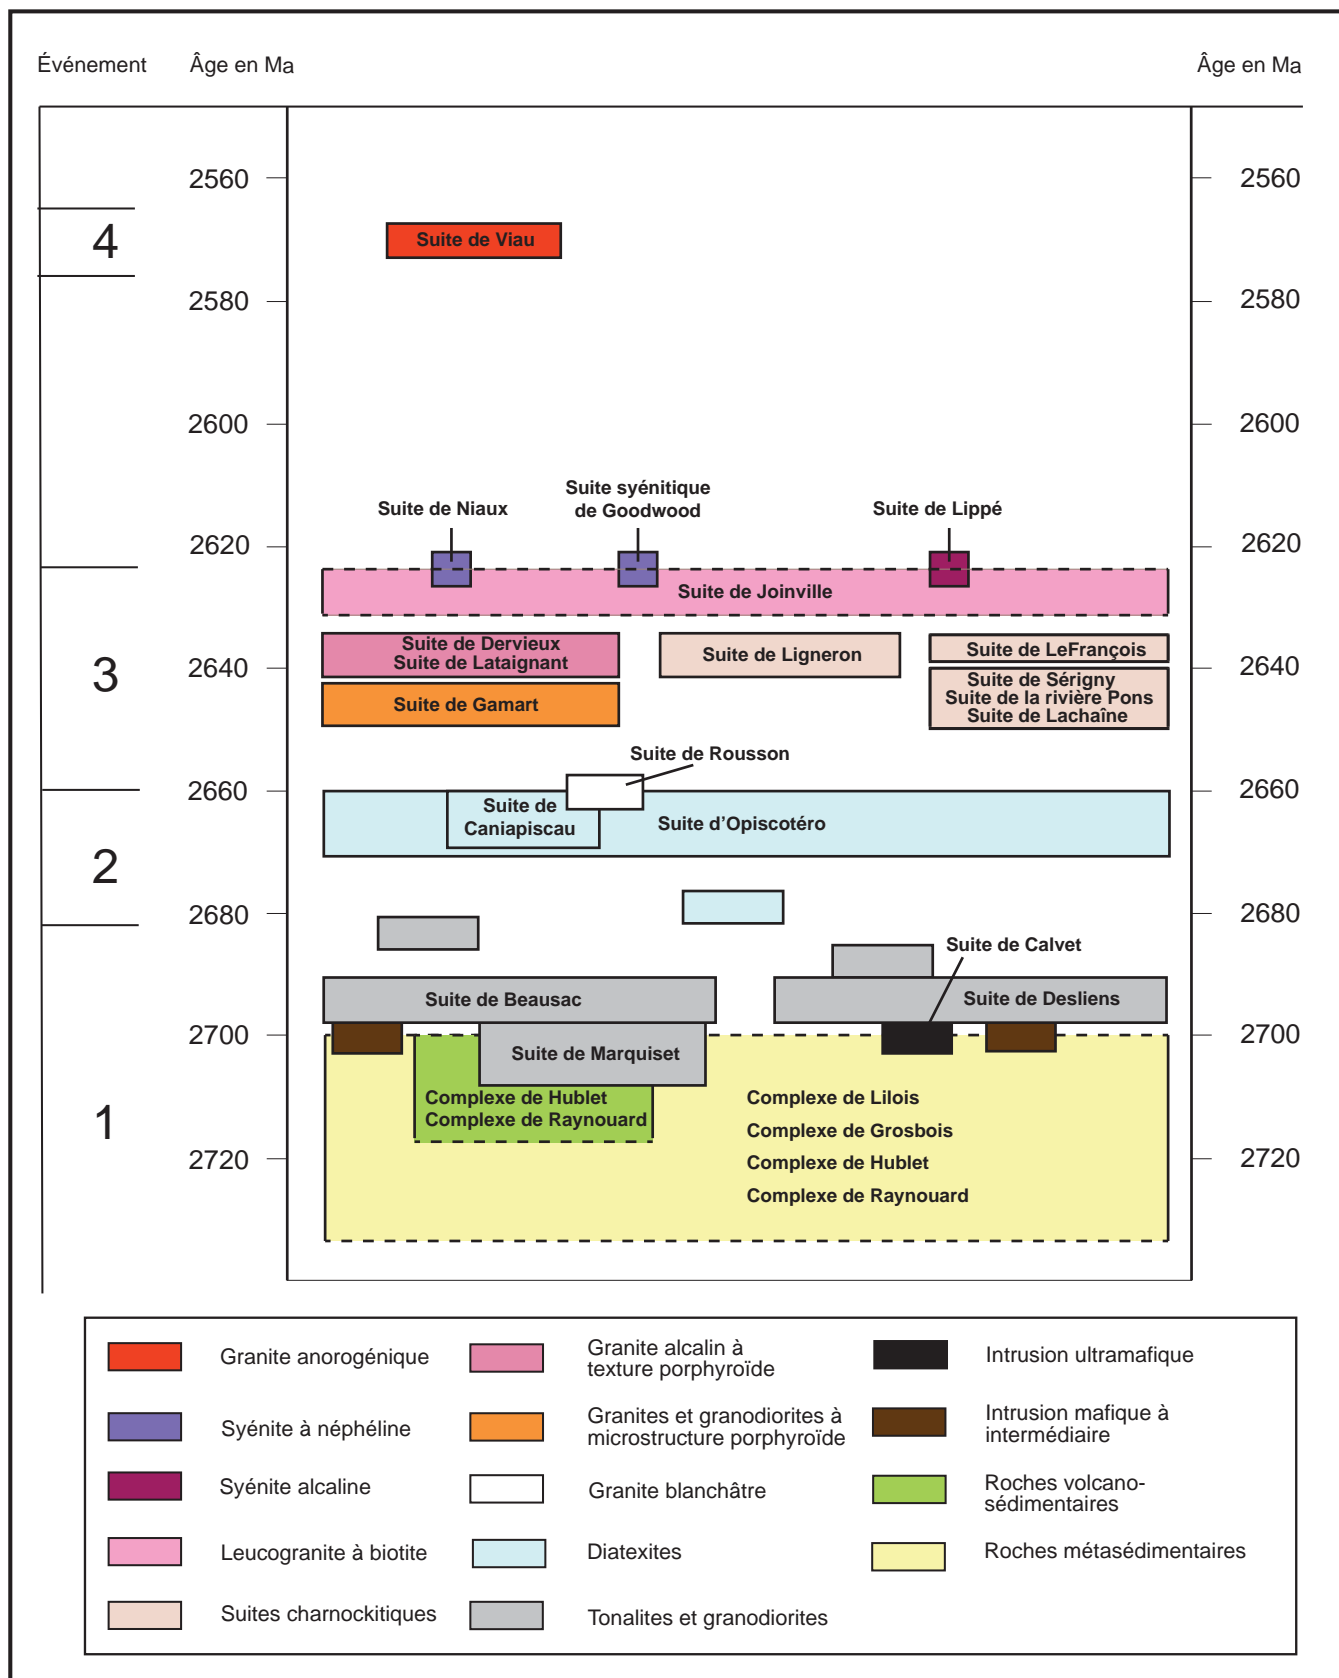 Événement
Âge en Ma
Âge en Ma
2560
2560
4
Suite de Viau
2580
2580
2600
2600
Suite syénitique
de Goodwood
Suite de Niaux
Suite de Lippé
2620
2620
Suite de Joinville
3
Suite de Dervieux
Suite de Lataignant
Suite de Ligneron
Suite de LeFrançois
2640
2640
Suite de Sérigny
Suite de la rivière Pons
Suite de Lachaîne
Suite de Gamart
Suite de Rousson
2660
2660
Suite de
Caniapiscau
Suite d'Opiscotéro
2
2680
2680
Suite de Calvet
Suite de Beausac
Suite de Desliens
2700
2700
Suite de Marquiset
1
Complexe de Hublet
Complexe de Raynouard
Complexe de Lilois
Complexe de Grosbois
Complexe de Hublet
Complexe de Raynouard
2720
2720
Granite anorogénique
Syénite à néphéline
Syénite alcaline
Leucogranite à biotite
Suites charnockitiques
Granite alcalin à
texture porphyroïde
Granites et granodiorites à
microstructure porphyroïde
Granite blanchâtre
Diatexites
Tonalites et granodiorites
Intrusion ultramafique
Intrusion mafique à
intermédiaire
Roches volcano-
sédimentaires
Roches métasédimentaires